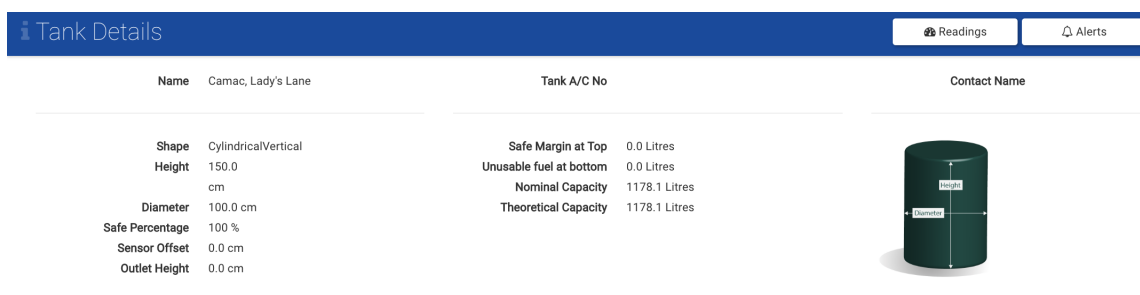 Tank Details
Readings
Alerts
Name Camac, Lady's Lane
Tank A/C No
Contact Name
Shape CylindricalVertical
Height 150.0
cm
Diameter 100.0 cm
Safe Percentage 100 %
Sensor Offset 0.0 cm
Outlet Height 0.0 cm
Safe Margin at Top 0.0 Litres
Unusable fuel at bottom 0.0 Litres
Nominal Capacity 1178.1 Litres
Theoretical Capacity 1178.1 Litres
Height
Diameter